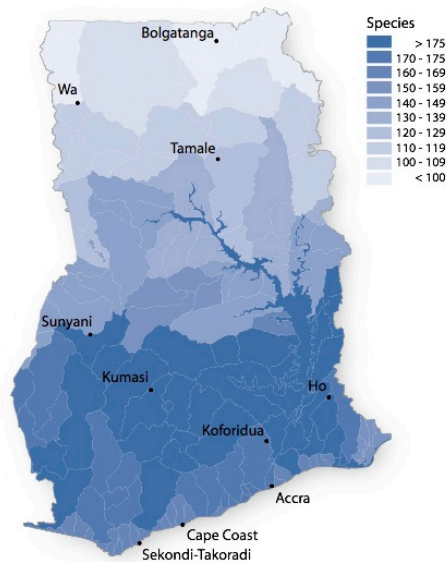 Species
> 175
170 - 175
160 - 169
150 - 159
140 - 149
130 - 139
120 - 129
110 - 119
100 - 109
< 100
Bolgatanga
Wa
Tamale
Sunyani
Kumasi
Ho
Koforidua
Accra
Cape Coast
Sekondi-Takoradi